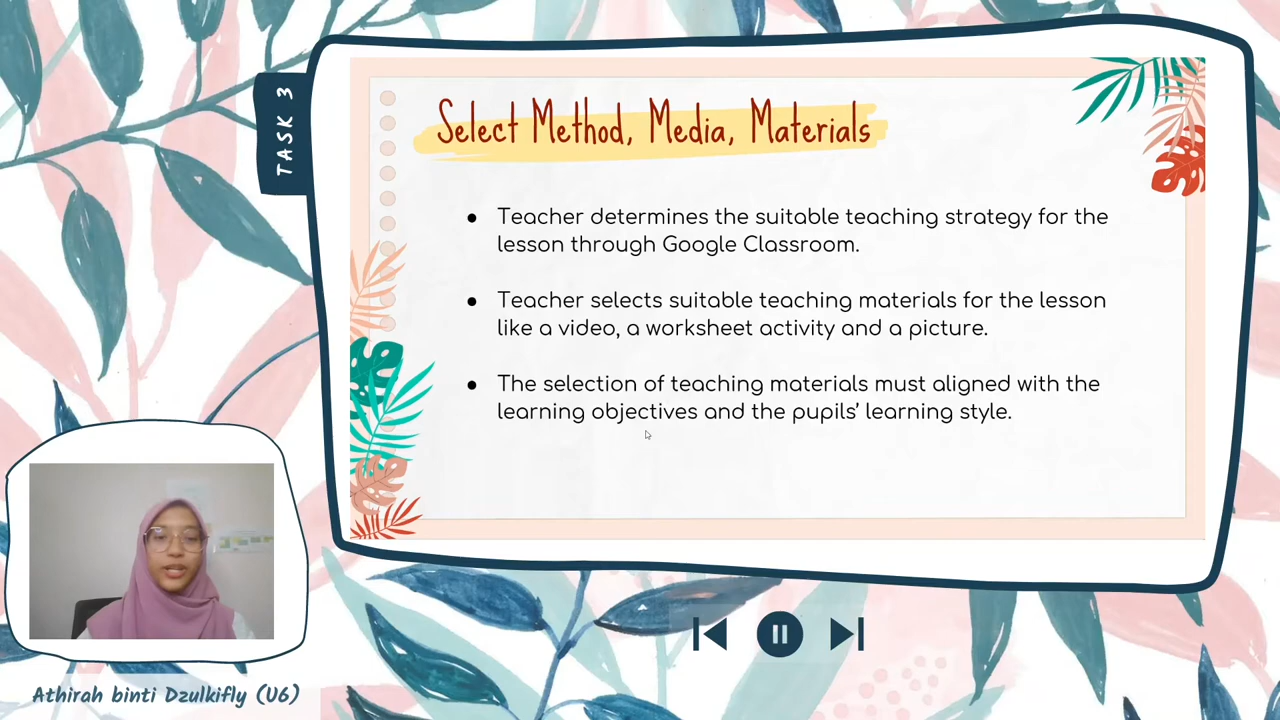 TASK 3
Select Method, Media, Materials
● Teacher determines the suitable teaching strategy for the
lesson through Google Classroom.
● Teacher selects suitable teaching materials for the lesson
like a video, a worksheet activity and a picture.
● The selection of teaching materials must aligned with the
learning objectives and the pupils’ learning style.
Athirah binti Dzulkifly (U6)